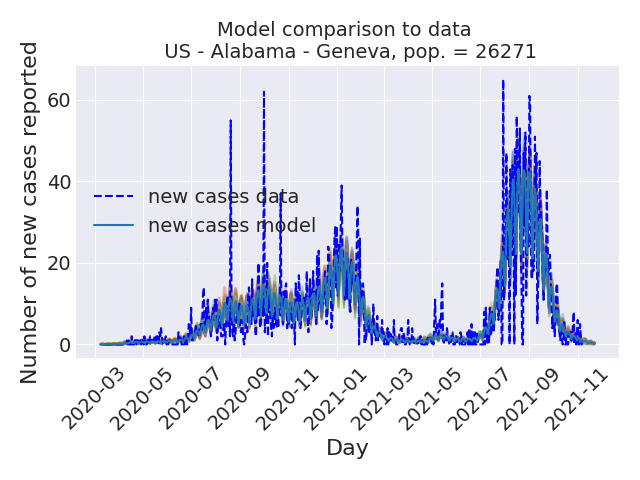 Model comparison to data
US - Alabama - Geneva, pop. = 26271
Number of new cases reported
60
40
20
0
new cases data
new cases model
2020-03
2020-05
2020-07
2020-09
2020-11
2021-01
2021-03
2021-05
2021-07
2021-09
2021-11
Day